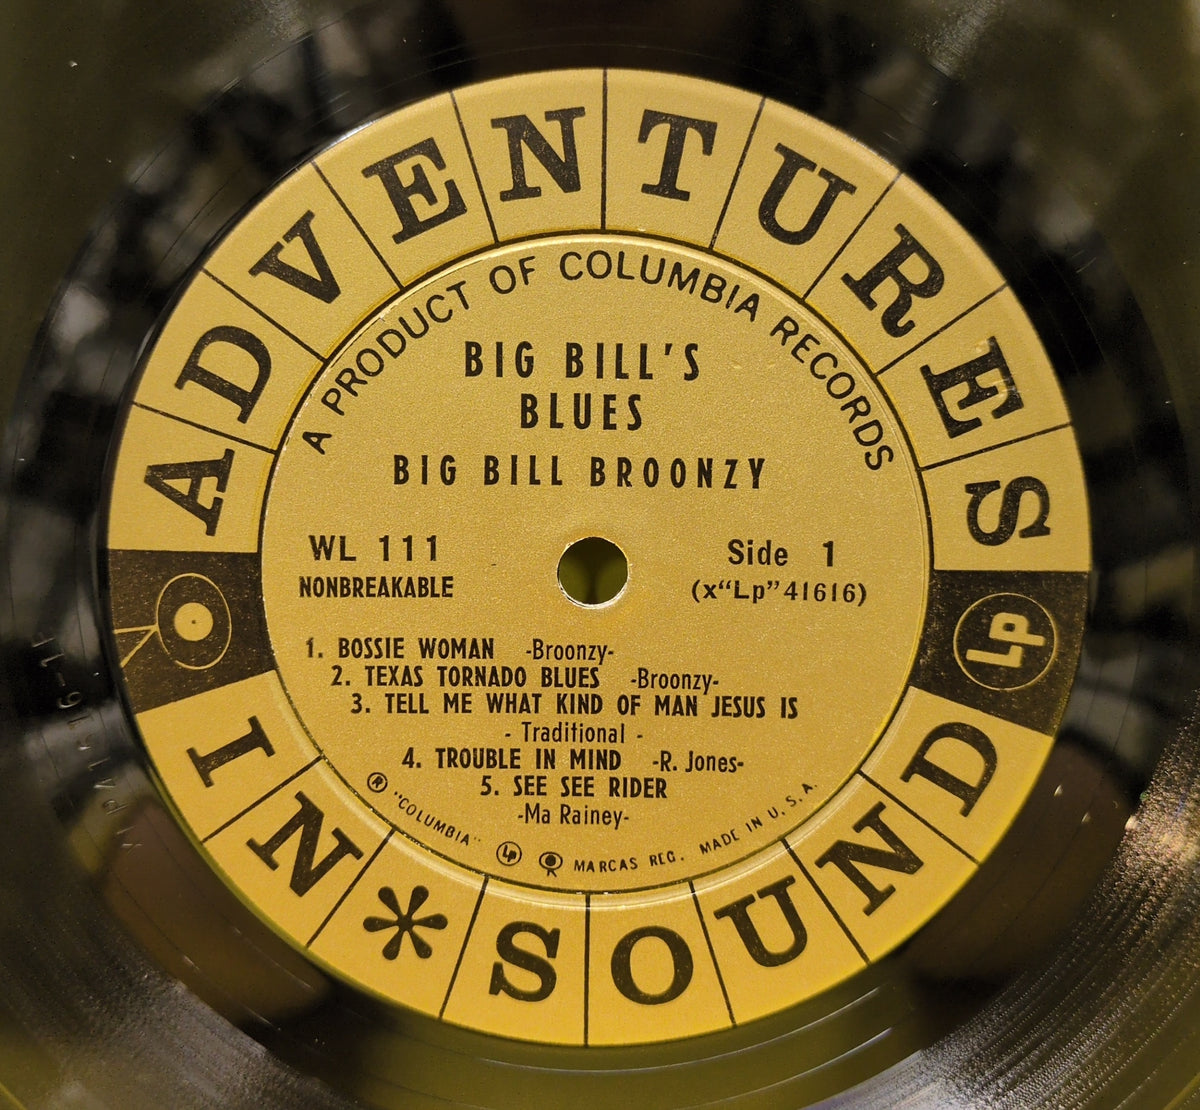 ADVENTURES
IN * SOUND
Lp
A PRODUCT OF COLUMBIA RECORDS
BIG BILL'S
BLUES
BIG BILL BROONZY
WL 111
NONBREAKABLE
Side 1
(x“Lp”41616)
1. BOSSIE WOMAN -Broonzy-
2. TEXAS TORNADO BLUES -Broonzy-
3. TELL ME WHAT KIND OF MAN JESUS IS
- Traditional -
4. TROUBLE IN MIND -R. Jones-
5. SEE SEE RIDER
-Ma Rainey-
® "COLUMBIA" Lp MARCAS REG. MADE IN U. S. A.